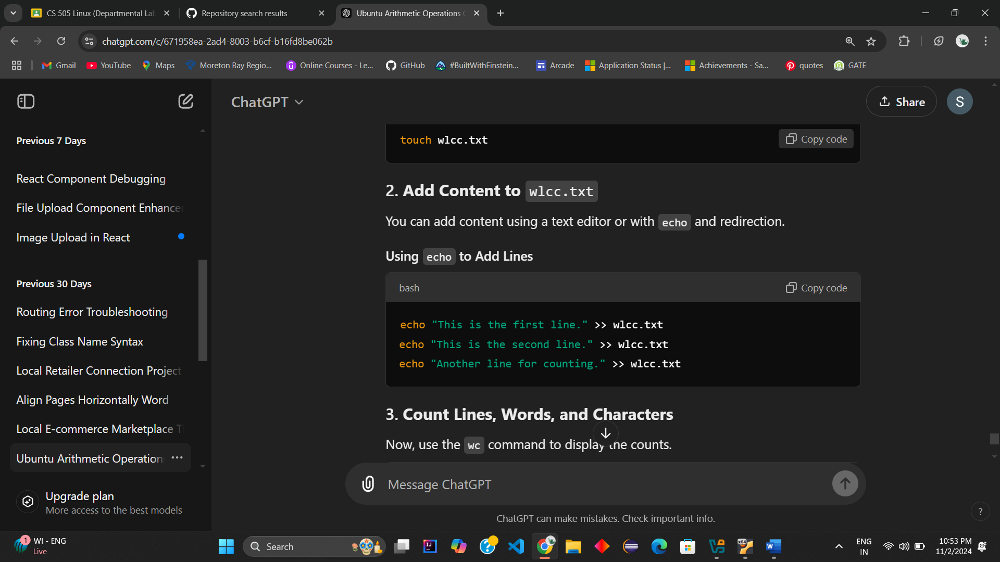 CS 505 Linux (Departmental Lab
Repository search results
Ubuntu Arithmetic Operations
chatgpt.com/c/671958ea-2ad4-8003-b6cf-b16fd8be062b
Gmail
YouTube
Maps
Moreton Bay Regio...
Online Courses - Le...
GitHub
#BuiltWithEinstein...
Arcade
Application Status |...
Achievements - Sa...
quotes
GATE
ChatGPT
Share
S
Previous 7 Days
React Component Debugging
File Upload Component Enhancer
Image Upload in React
Previous 30 Days
Routing Error Troubleshooting
Fixing Class Name Syntax
Local Retailer Connection Project
Align Pages Horizontally Word
Local E-commerce Marketplace T
Ubuntu Arithmetic Operations
Upgrade plan
More access to the best models
touch wlcc.txt
Copy code
2. Add Content to wlcc.txt
You can add content using a text editor or with echo and redirection.
Using echo to Add Lines
bash
Copy code
echo "This is the first line." >> wlcc.txt
echo "This is the second line." >> wlcc.txt
echo "Another line for counting." >> wlcc.txt
3. Count Lines, Words, and Characters
Now, use the wc command to display the counts.
Message ChatGPT
ChatGPT can make mistakes. Check important info.
?
1
WI - ENG
Live
Search
ENG
IN
10:53 PM
11/2/2024